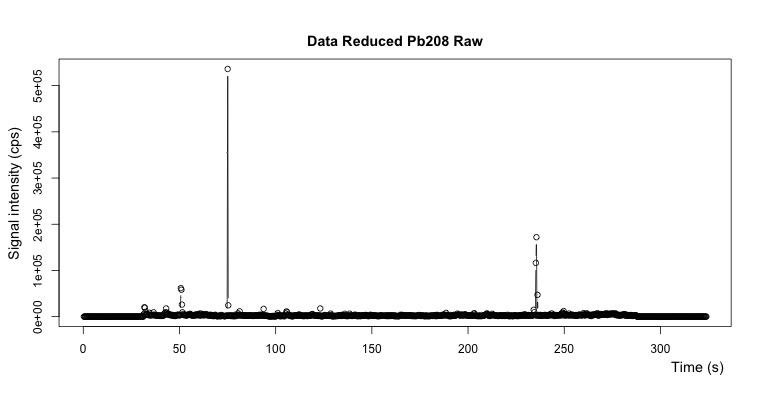 Data Reduced Pb208 Raw
Signal intensity (cps)
5e+05
4e+05
3e+05
2e+05
1e+05
0e+00
0 50 100 150 200 250 300
Time (s)